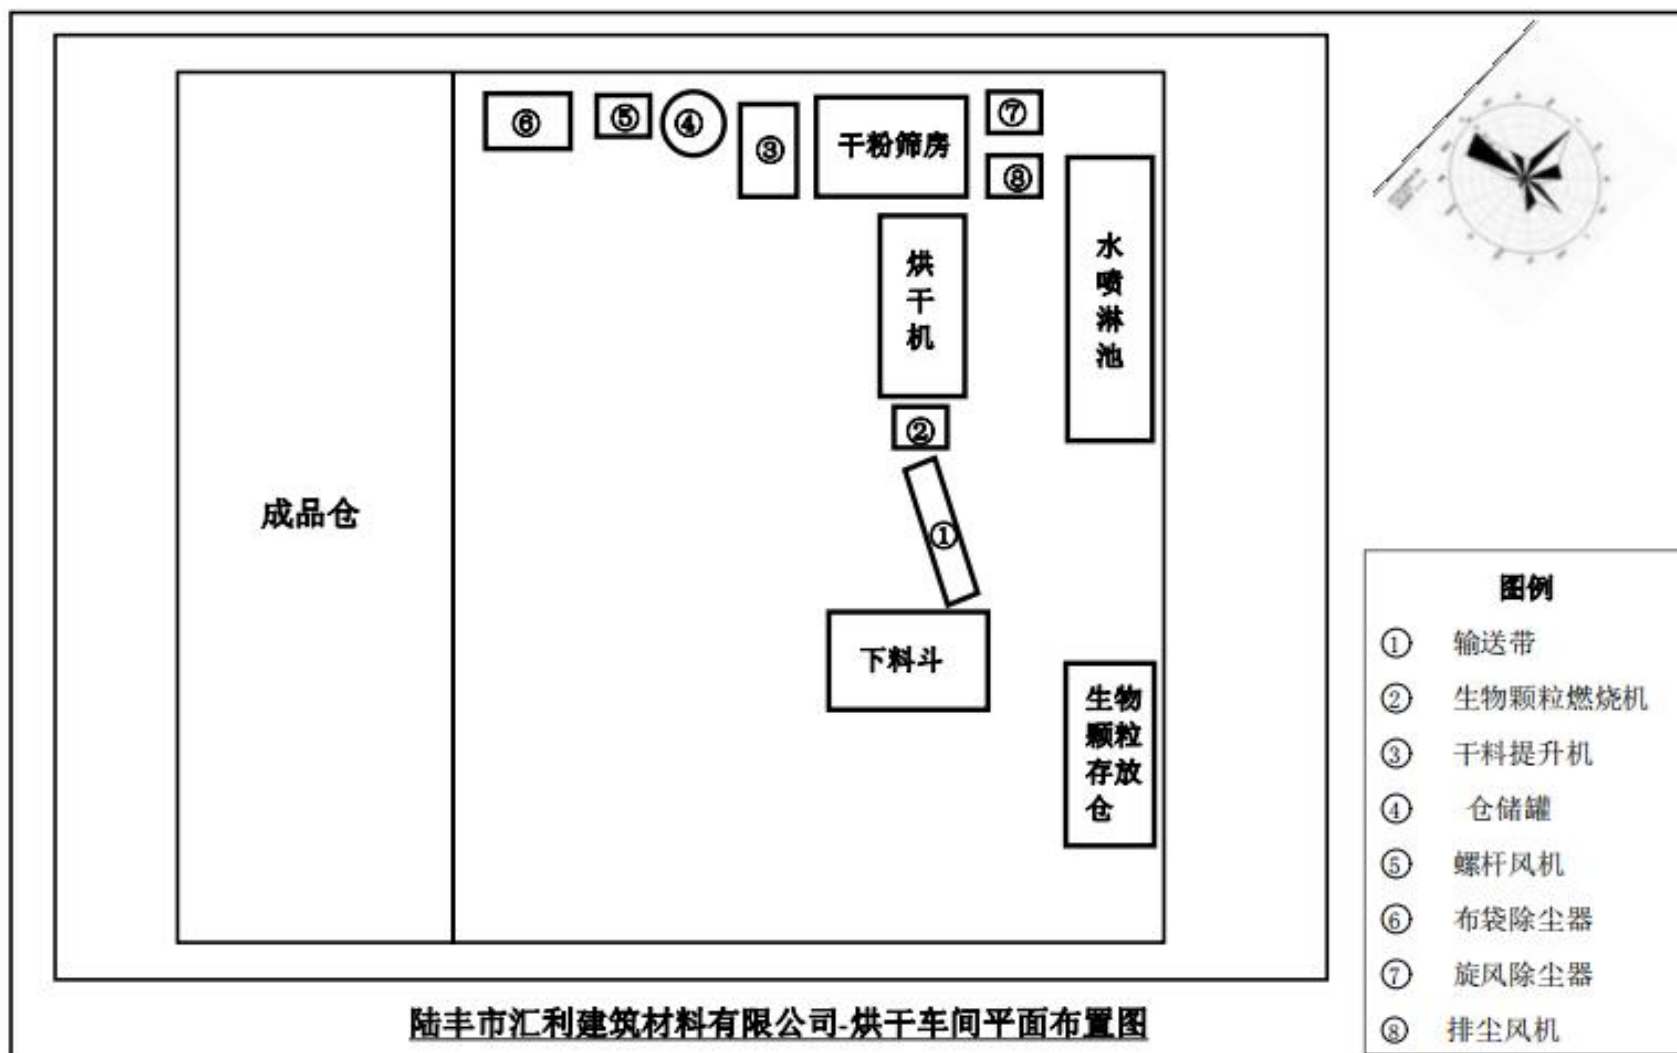 ⑥
⑤
④
③
干粉筛房
⑦
⑧
烘干机
水喷淋池
②
成品仓
①
下料斗
生物
颗粒
存放
仓
图例
① 输送带
② 生物颗粒燃烧机
③ 干料提升机
④ 仓储罐
⑤ 螺杆风机
⑥ 布袋除尘器
⑦ 旋风除尘器
⑧ 排尘风机
陆丰市汇利建筑材料有限公司-烘干车间平面布置图